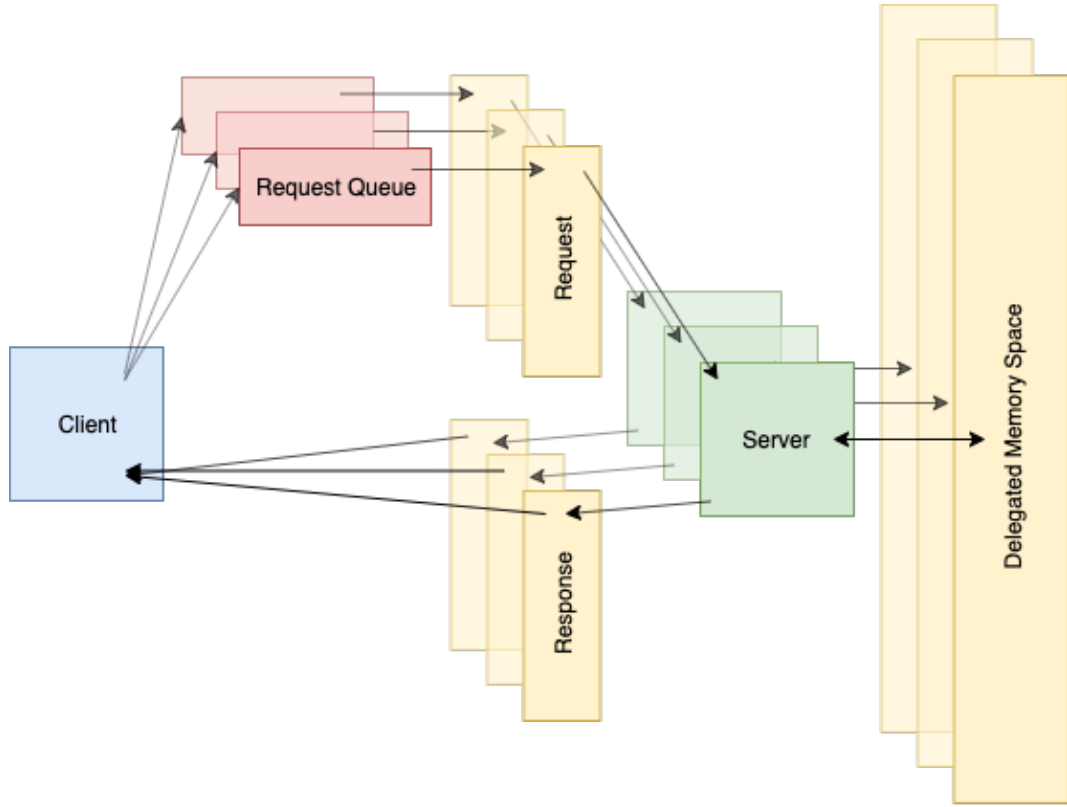 Request Queue
Request
Client
Server
Delegated Memory Space
Response